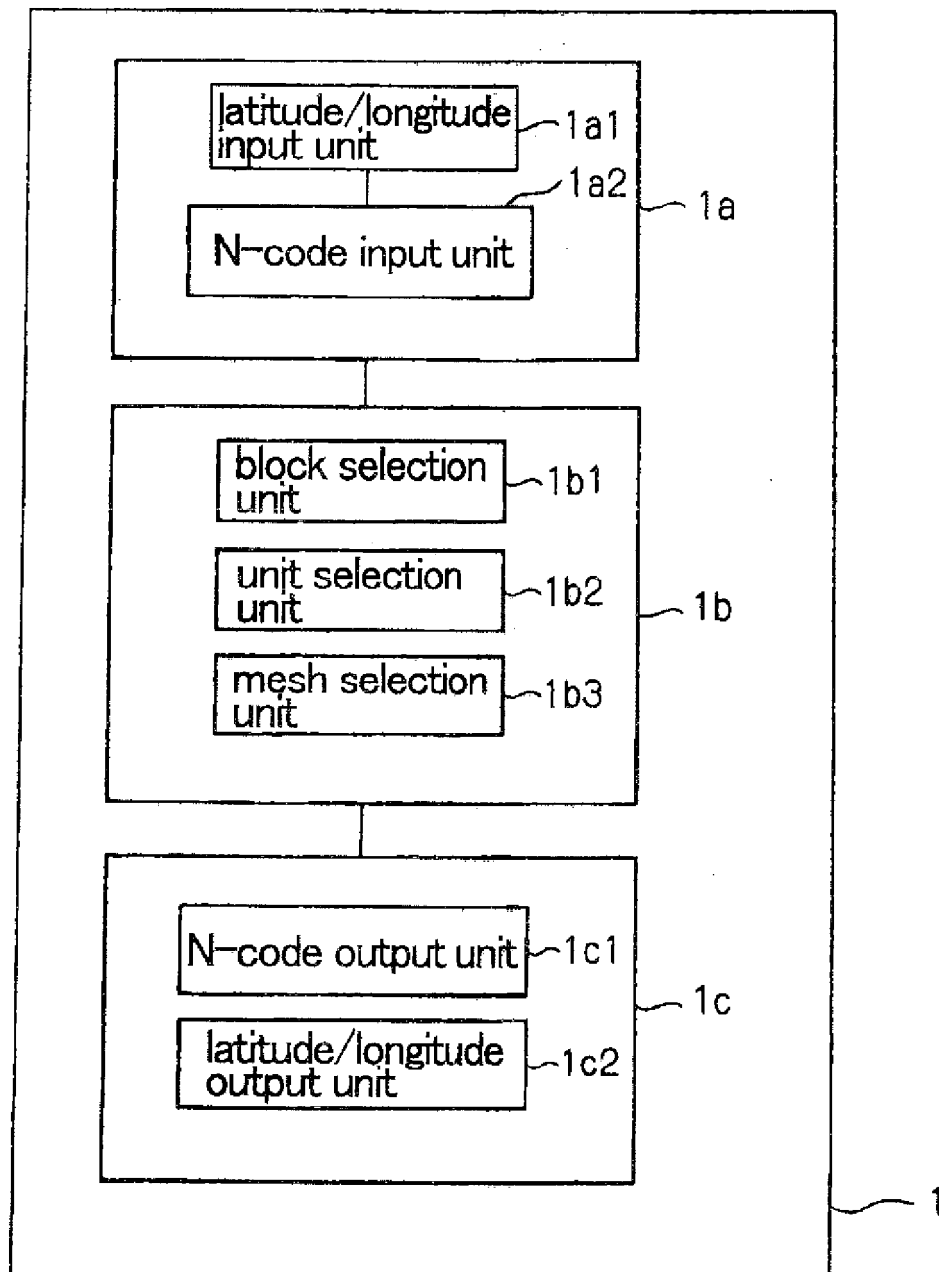 latitude/longitude
input unit
1a1
1a2
1a
N-code input unit
block selection
unit
1b1
unit selection
unit
1b2
1b
mesh selection
unit
1b3
N-code output unit
1c1
1c
latitude/longitude
output unit
1c2
1